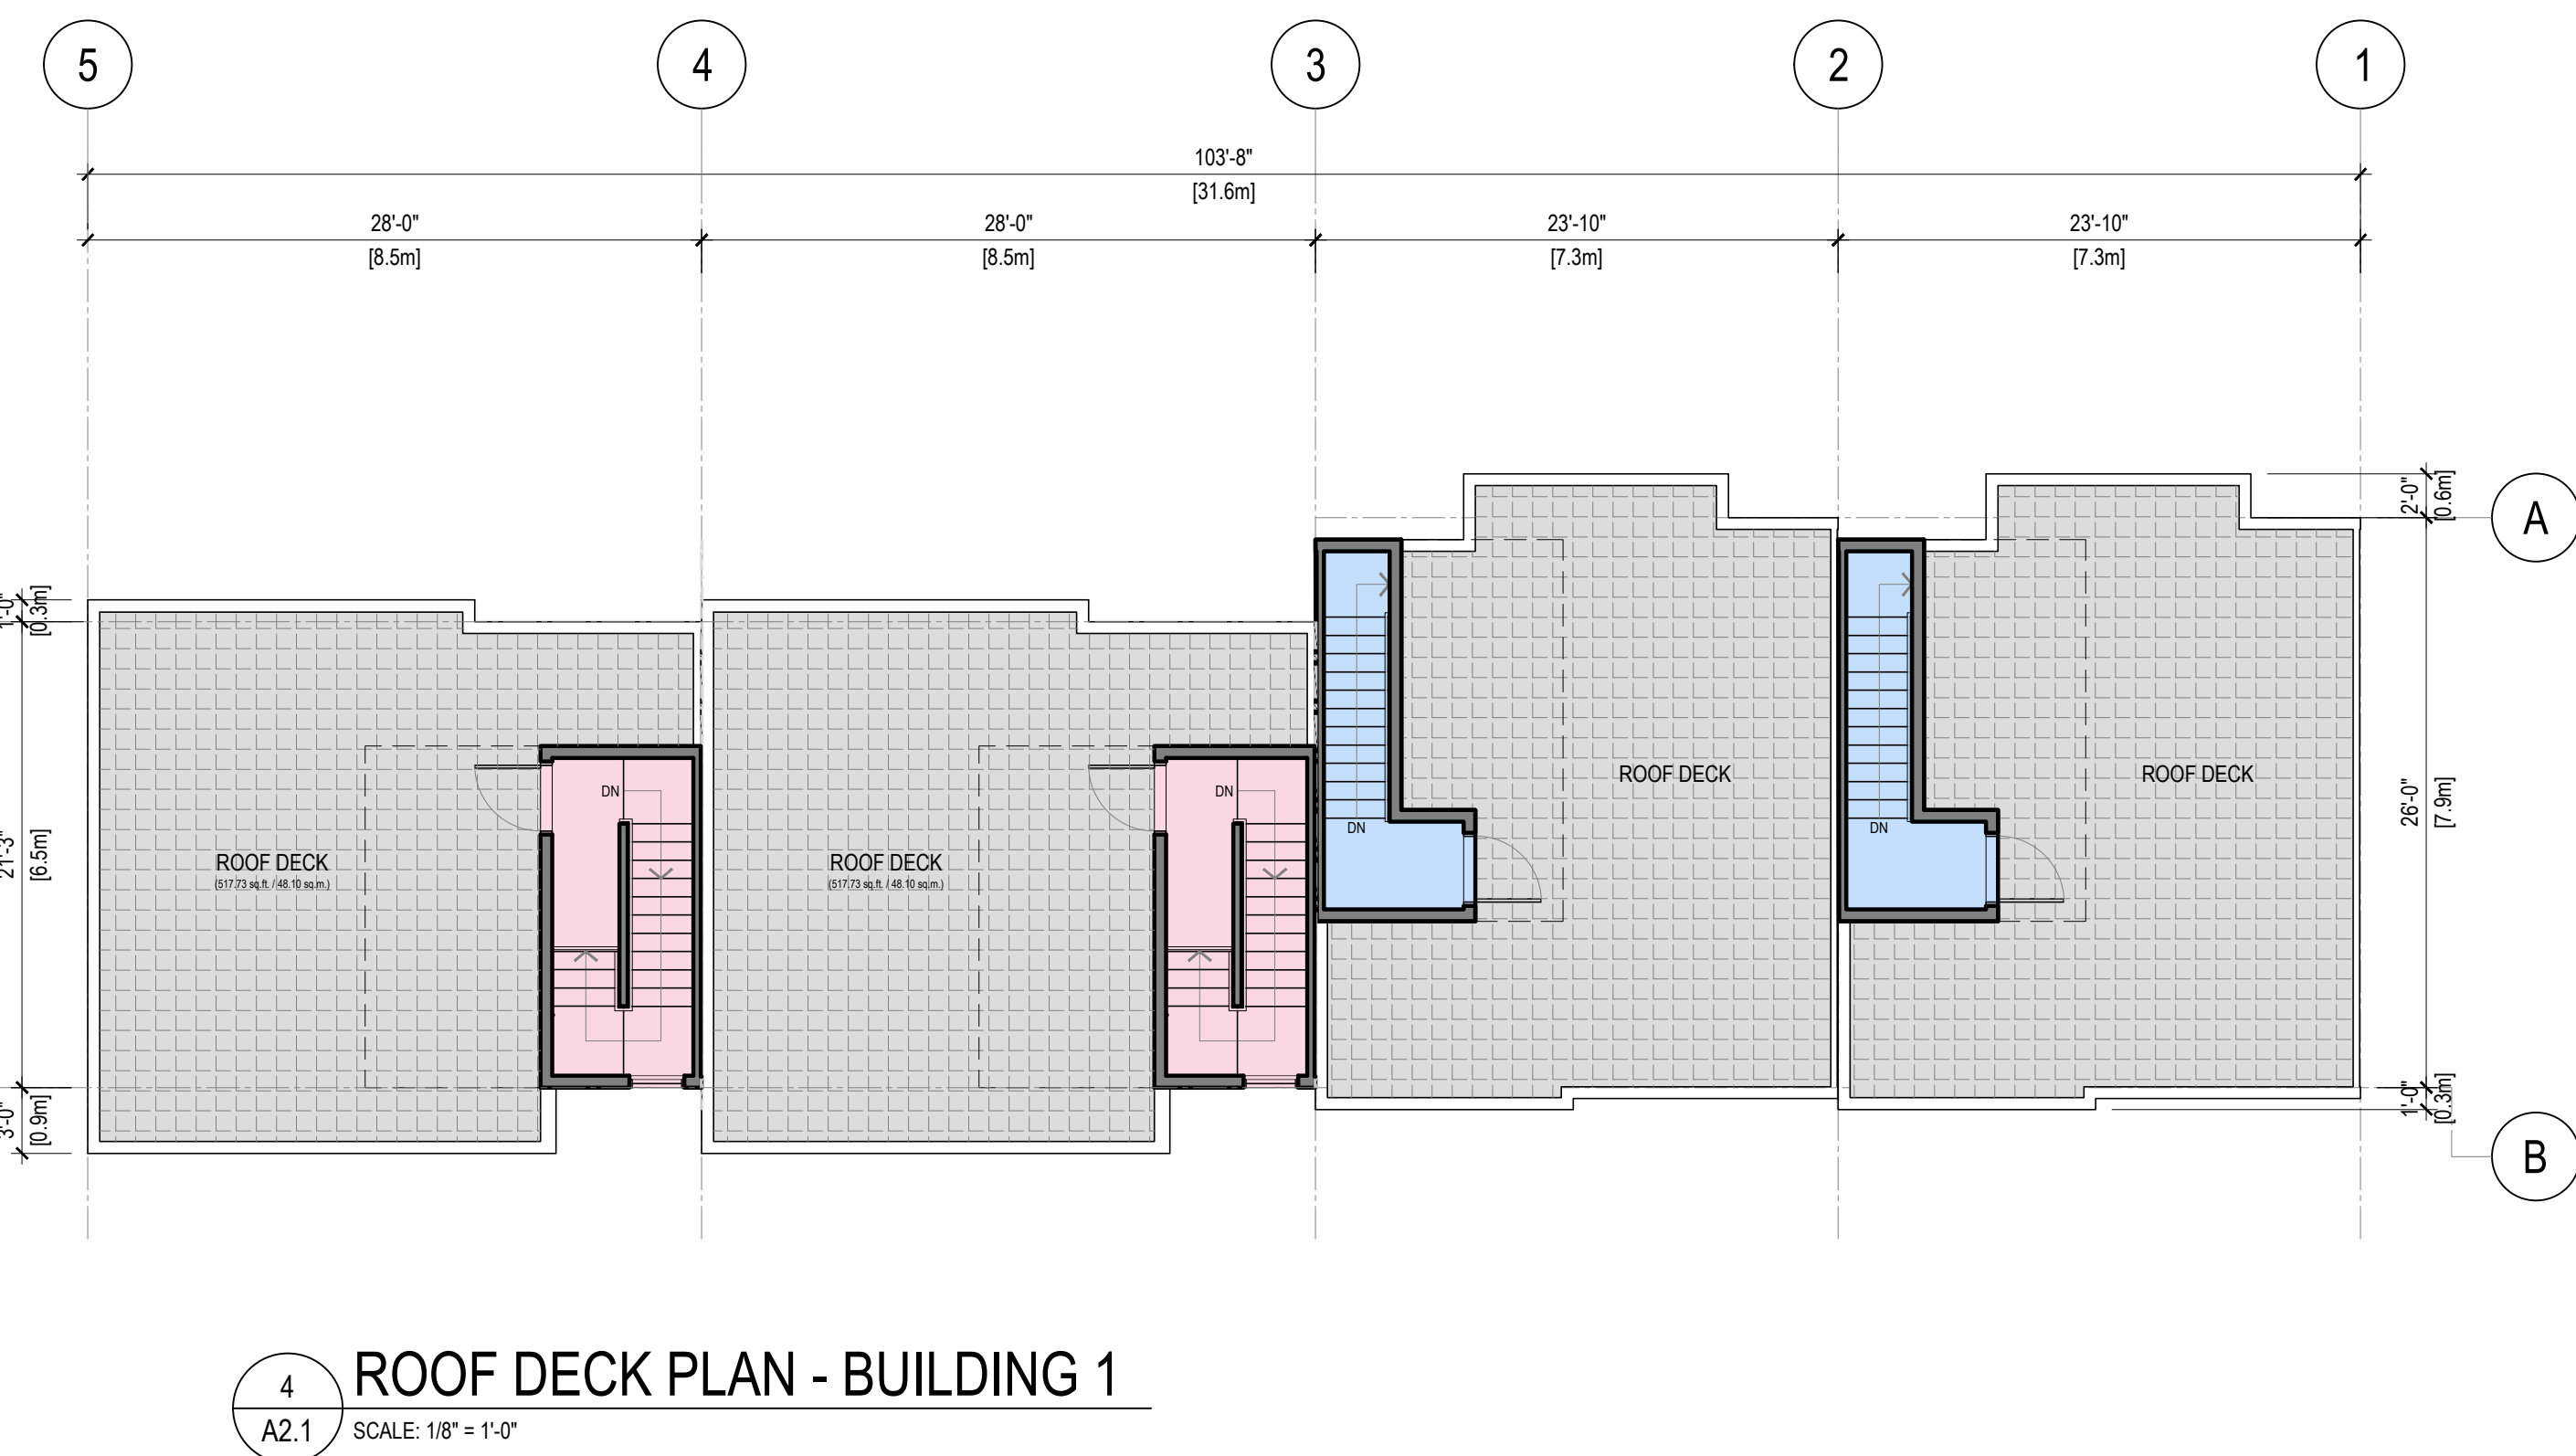 5
4
3
2
1
103'-8"
[31.6m]
28'-0"
28'-0"
23'-10"
23'-10"
[8.5m]
[8.5m]
[7.3m]
[7.3m]
2'-0"
[0.6m]
A
[0.3m]
ROOF DECK
ROOF DECK
DN
DN
26'-0"
[7.9m]
DN
DN
21'-3"
[6.5m]
ROOF DECK
(517.73 sq.ft. / 48.10 sq.m.)
ROOF DECK
(517.73 sq.ft. / 48.10 sq.m.)
3'-0"
[0.9m]
1'-0"
[0.3m]
B
4
A2.1
ROOF DECK PLAN - BUILDING 1
SCALE: 1/8" = 1'-0"